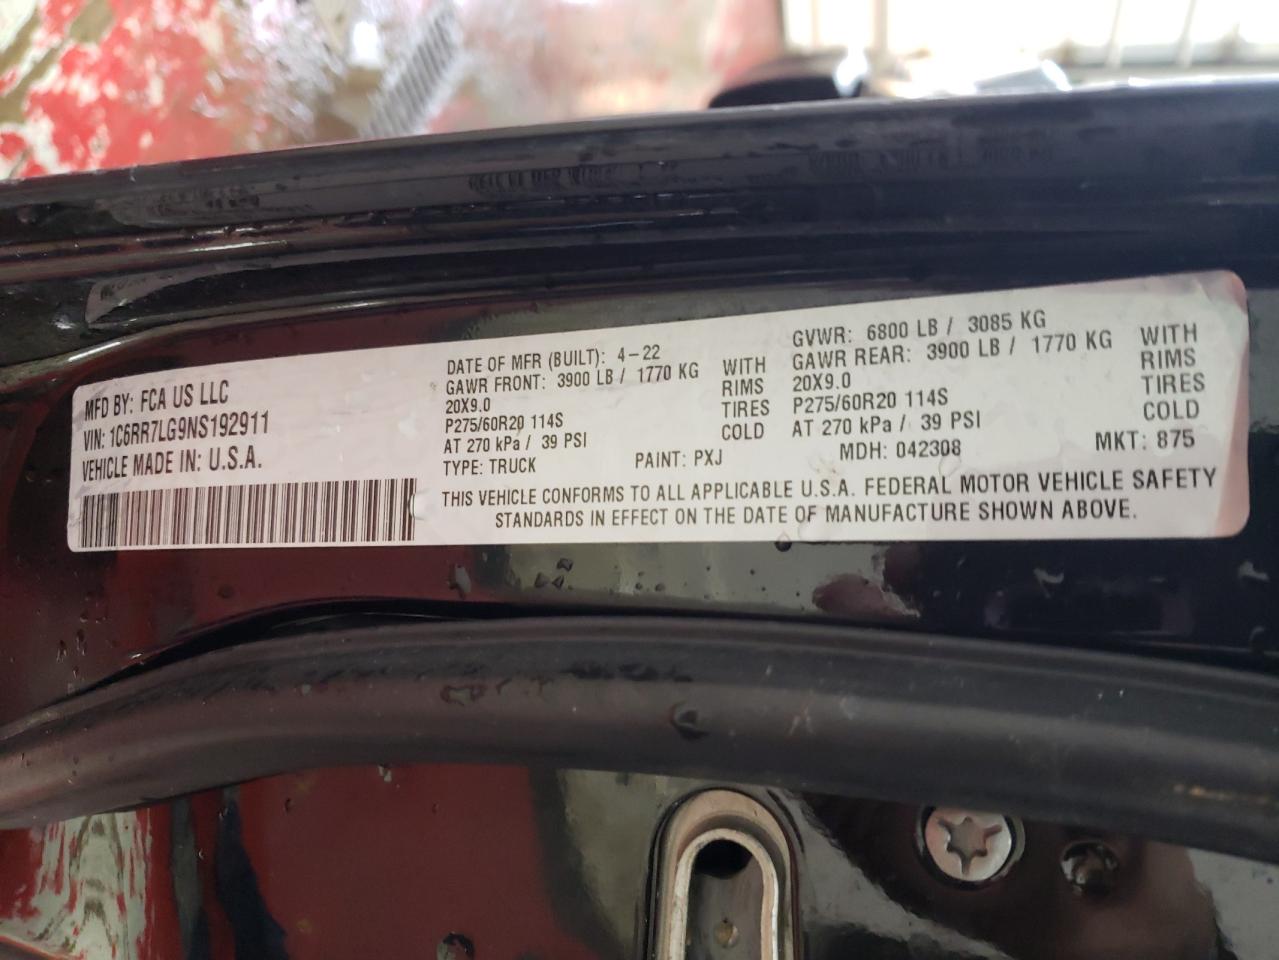 MFD BY: FCA US LLC
VIN: 1C6RR7LG9NS192911
VEHICLE MADE IN: U.S.A.
DATE OF MFR (BUILT): 4-22
GAWR FRONT: 3900 LB / 1770 KG WITH
20X9.0 RIMS
P275/60R20 114S TIRES
AT 270 kPa / 39 PSI COLD
TYPE: TRUCK PAINT: PXJ
GVWR: 6800 LB / 3085 KG
GAWR REAR: 3900 LB / 1770 KG WITH
20X9.0 RIMS
P275/60R20 114S TIRES
AT 270 kPa / 39 PSI COLD
MDH: 042308 MKT: 875
THIS VEHICLE CONFORMS TO ALL APPLICABLE U.S.A. FEDERAL MOTOR VEHICLE SAFETY
STANDARDS IN EFFECT ON THE DATE OF MANUFACTURE SHOWN ABOVE.